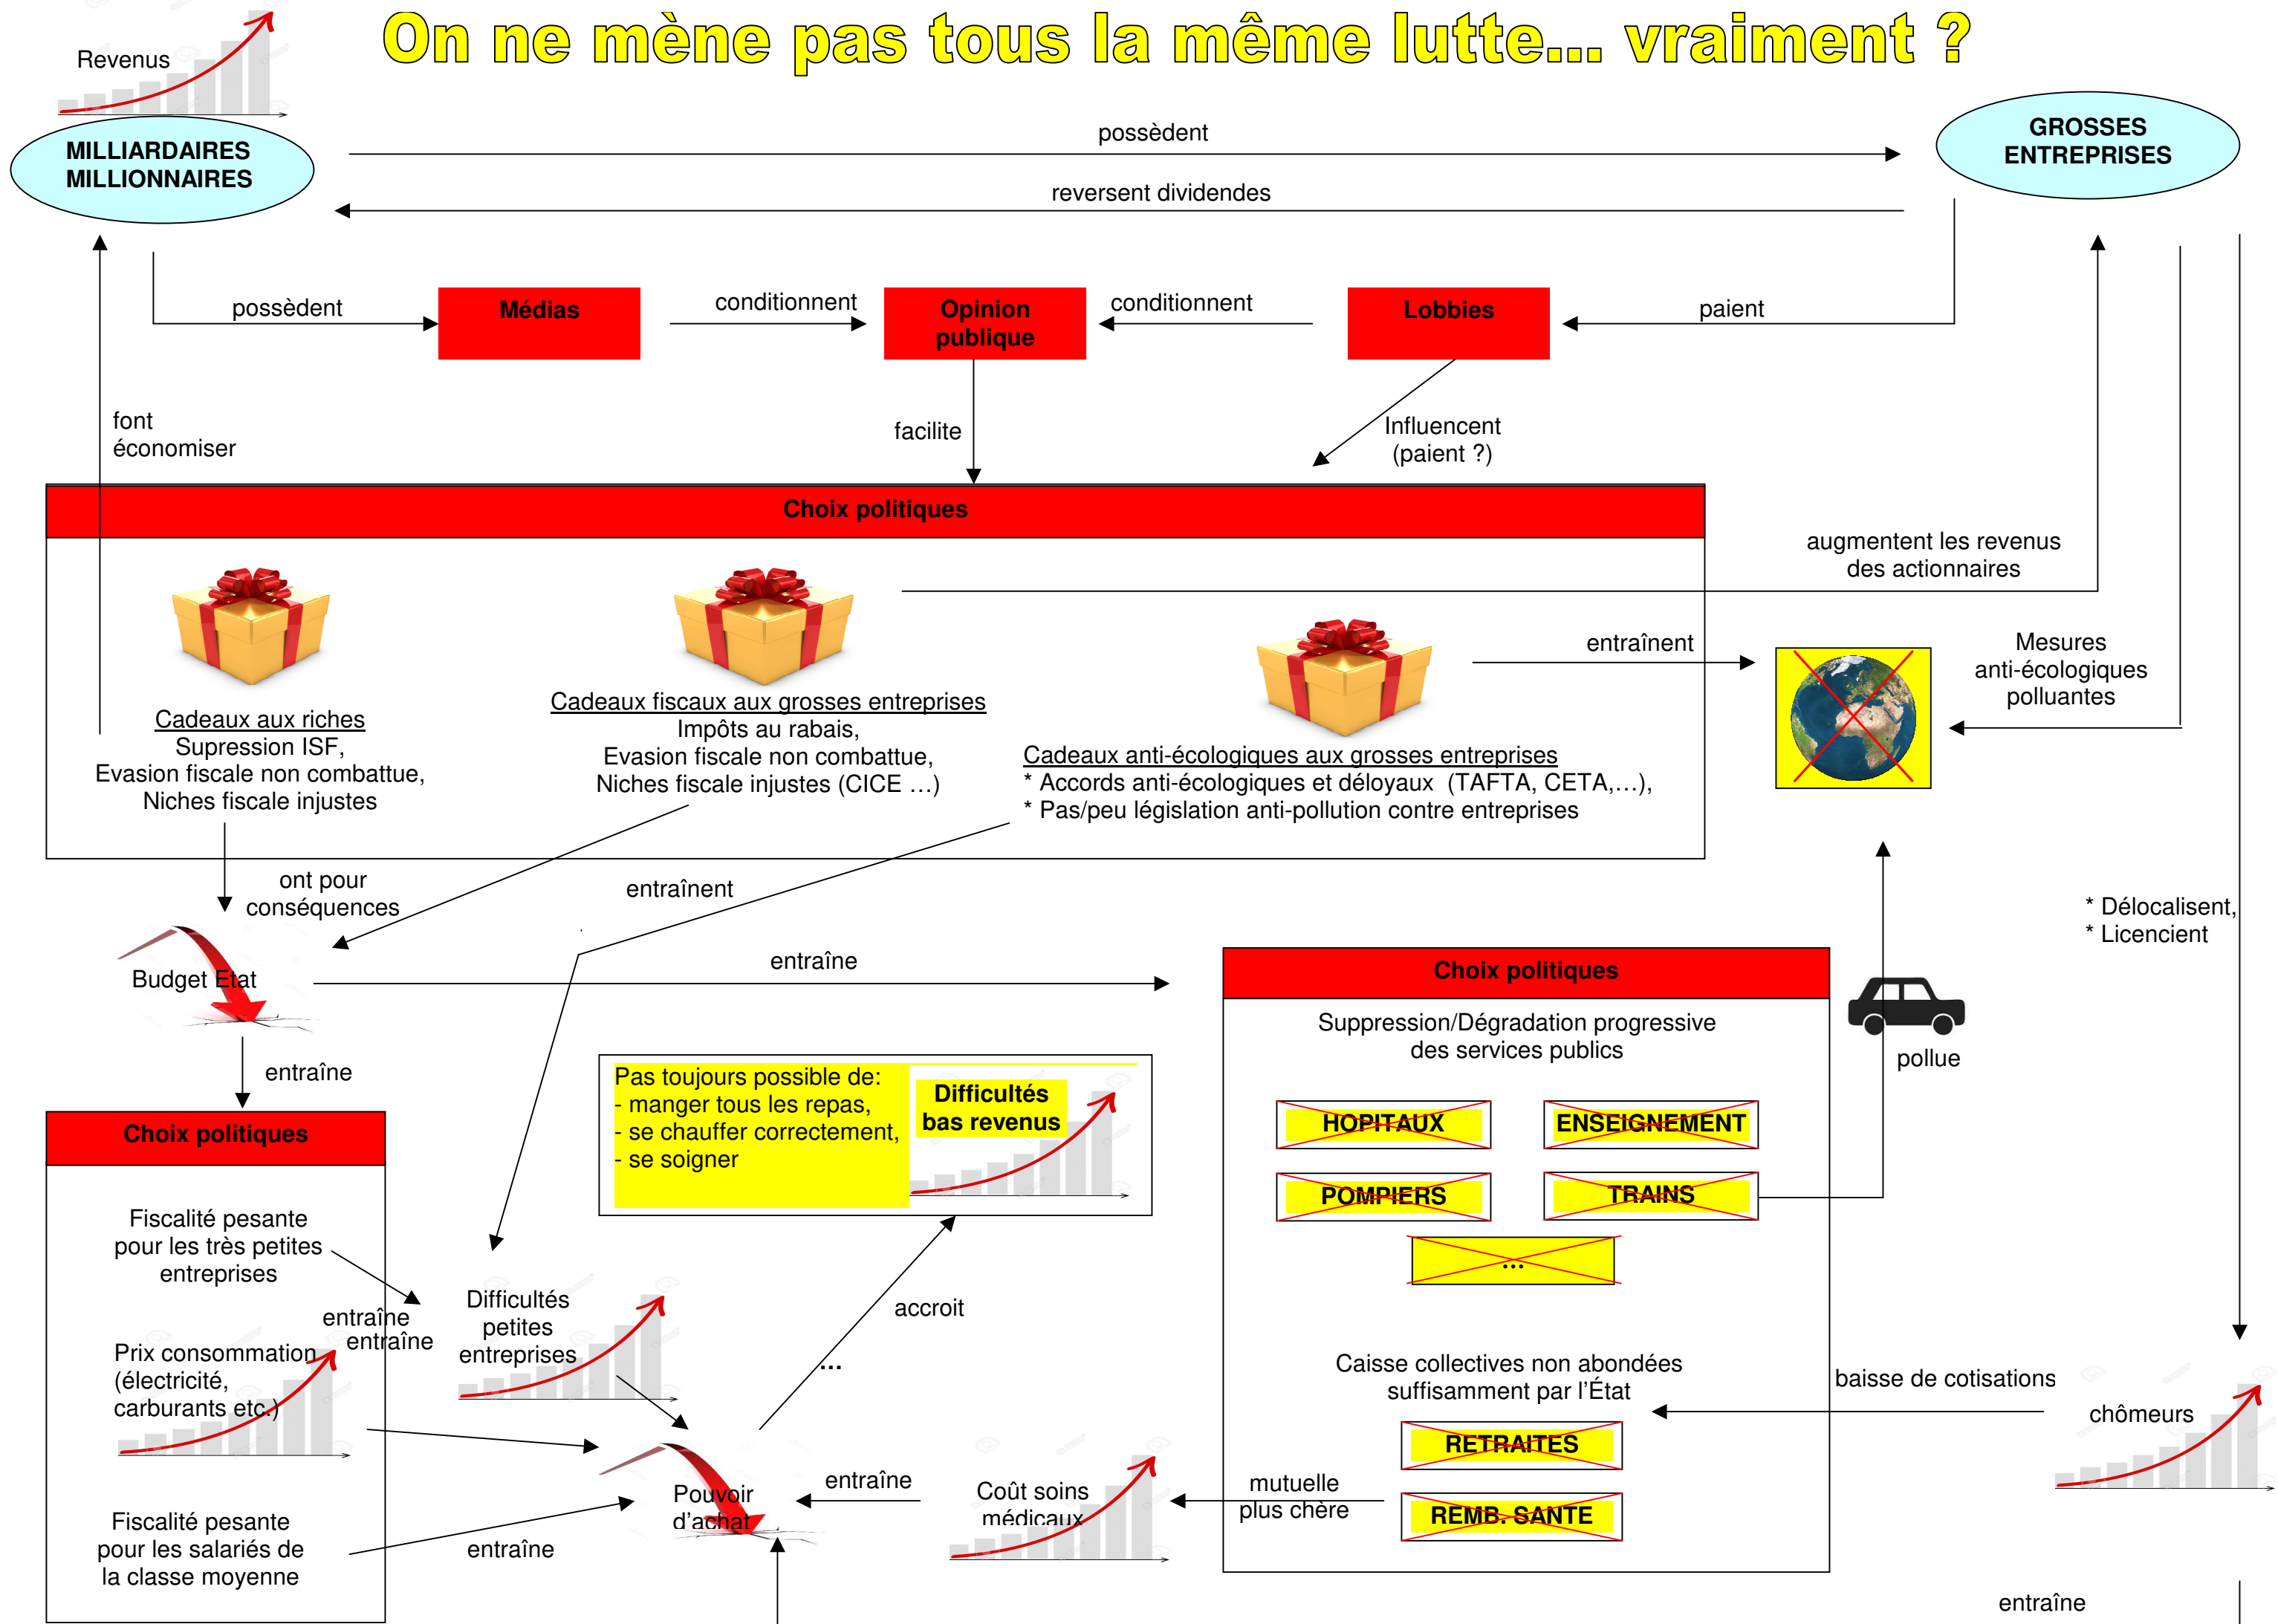 On ne mène pas tous la même lutte... vraiment ?
Revenus
MILLIARDAIRES
MILLIONNAIRES
possèdent
GROSSES
ENTREPRISES
reversent dividendes
possèdent
Médias
conditionnent
Opinion
publique
conditionnent
Lobbies
paient
font
économiser
facilite
Influencent
(paient ?)
Choix politiques
augmentent les revenus
des actionnaires
Cadeaux aux riches
Supression ISF,
Evasion fiscale non combattue,
Niches fiscale injustes
Cadeaux fiscaux aux grosses entreprises
Impôts au rabais,
Evasion fiscale non combattue,
Niches fiscale injustes (CICE …)
Cadeaux anti-écologiques aux grosses entreprises
* Accords anti-écologiques et déloyaux  (TAFTA, CETA,…),
* Pas/peu législation anti-pollution contre entreprises
entraînent
Mesures
anti-écologiques
polluantes
ont pour
conséquences
entraînent
* Délocalisent,
* Licencient
Budget Etat
entraîne
entraîne
Choix politiques
Suppression/Dégradation progressive
des services publics
HOPITAUX
ENSEIGNEMENT
POMPIERS
TRAINS
...
pollue
Pas toujours possible de:
- manger tous les repas,
- se chauffer correctement,
- se soigner
Difficultés
bas revenus
Choix politiques
Fiscalité pesante
pour les très petites
entreprises
entraîne
entraîne
Prix consommation
(électricité,
carburants etc.)
Fiscalité pesante
pour les salariés de
la classe moyenne
entraîne
Difficultés
petites
entreprises
accroit
...
Pouvoir
d'achat
entraîne
Coût soins
médicaux
mutuelle
plus chère
Caisse collectives non abondées
suffisamment par l'État
RETRAITES
REMB. SANTE
baisse de cotisations
chômeurs
entraîne